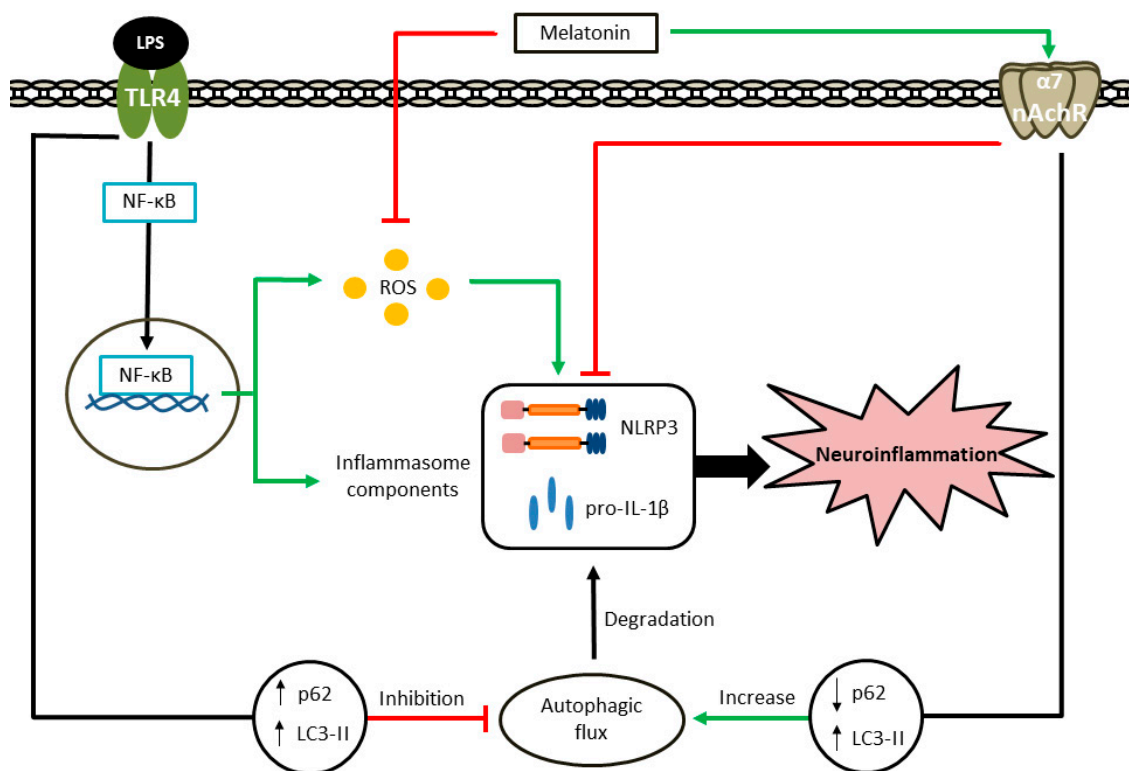 LPS
Melatonin
TLR4
α7
nAchR
NF-κB
ROS
NF-κB
NLRP3
Neuroinflammation
Inflammasome
components
pro-IL-1β
Degradation
↑ p62
↑ LC3-II
Inhibition
Autophagic
flux
Increase
↓ p62
↑ LC3-II